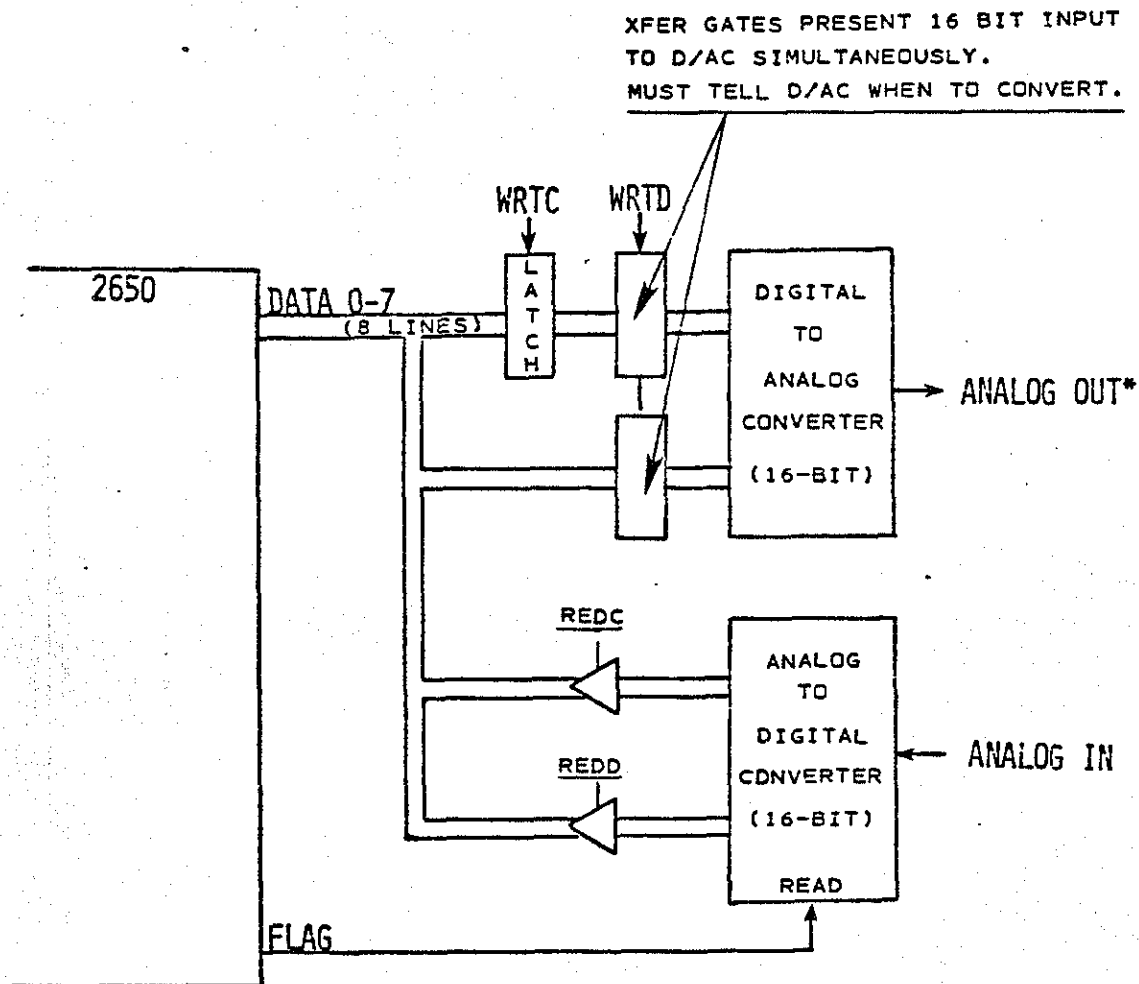 XFER GATES PRESENT 16 BIT INPUT
TO D/AC SIMULTANEOUSLY.
MUST TELL D/AC WHEN TO CONVERT.
WRTC
WRTD
2650
DATA 0-7
(8 LINES)
LATCH
DIGITAL
TO
ANALOG
CONVERTER
(16-BIT)
ANALOG OUT*
REDC
ANALOG
TO
DIGITAL
CONVERTER
(16-BIT)
READ
ANALOG IN
REDD
FLAG